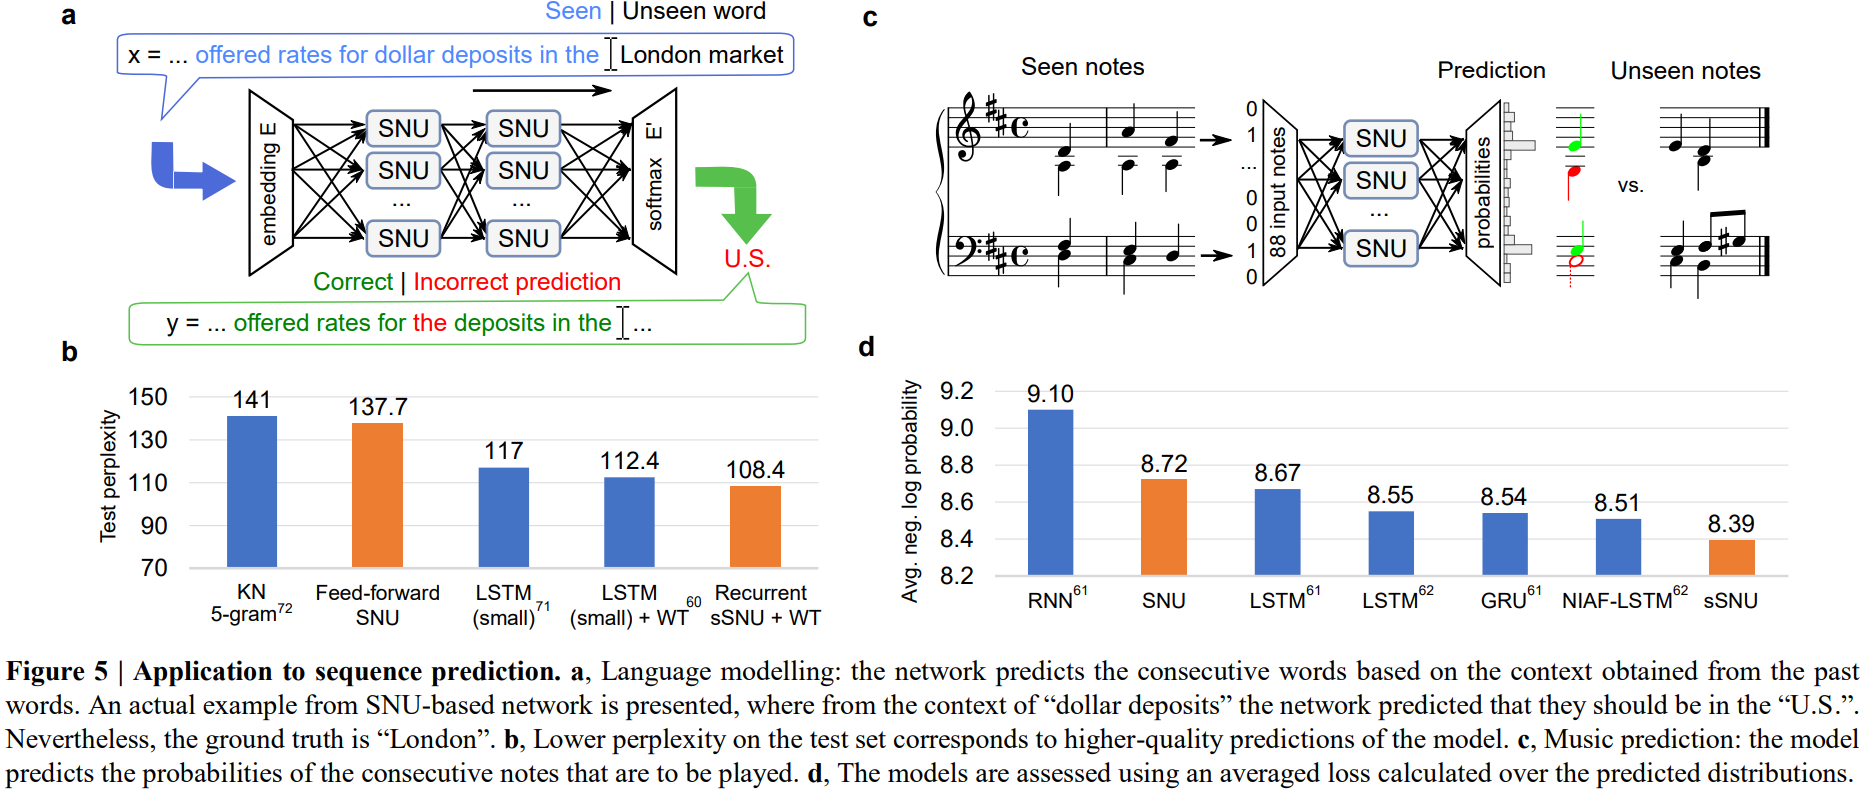 a
Seen | Unseen word
x = ... offered rates for dollar deposits in the London market
embedding E
SNU
SNU
SNU
SNU
...
...
SNU
SNU
softmax E'
U.S.
Correct | Incorrect prediction
y = ... offered rates for the deposits in the ...
b
Test perplexity
150
130
110
90
70
141
137.7
117
112.4
108.4
KN
5-gram72
Feed-forward
SNU
LSTM
(small)71
LSTM
(small) + WT60
Recurrent
sSNU + WT
c
Seen notes
Prediction
Unseen notes
0
1
...
0
0
0
1
0
88 input notes
SNU
SNU
...
SNU
probabilities
vs.
d
Avg. neg. log probability
9.2
9.0
8.8
8.6
8.4
8.2
9.10
8.72
8.67
8.55
8.54
8.51
8.39
RNN61
SNU
LSTM61
LSTM62
GRU61
NIAF-LSTM62
sSNU
Figure 5 | Application to sequence prediction. a, Language modelling: the network predicts the consecutive words based on the context obtained from the past
words. An actual example from SNU-based network is presented, where from the context of “dollar deposits” the network predicted that they should be in the “U.S.”.
Nevertheless, the ground truth is “London”. b, Lower perplexity on the test set corresponds to higher-quality predictions of the model. c, Music prediction: the model
predicts the probabilities of the consecutive notes that are to be played. d, The models are assessed using an averaged loss calculated over the predicted distributions.